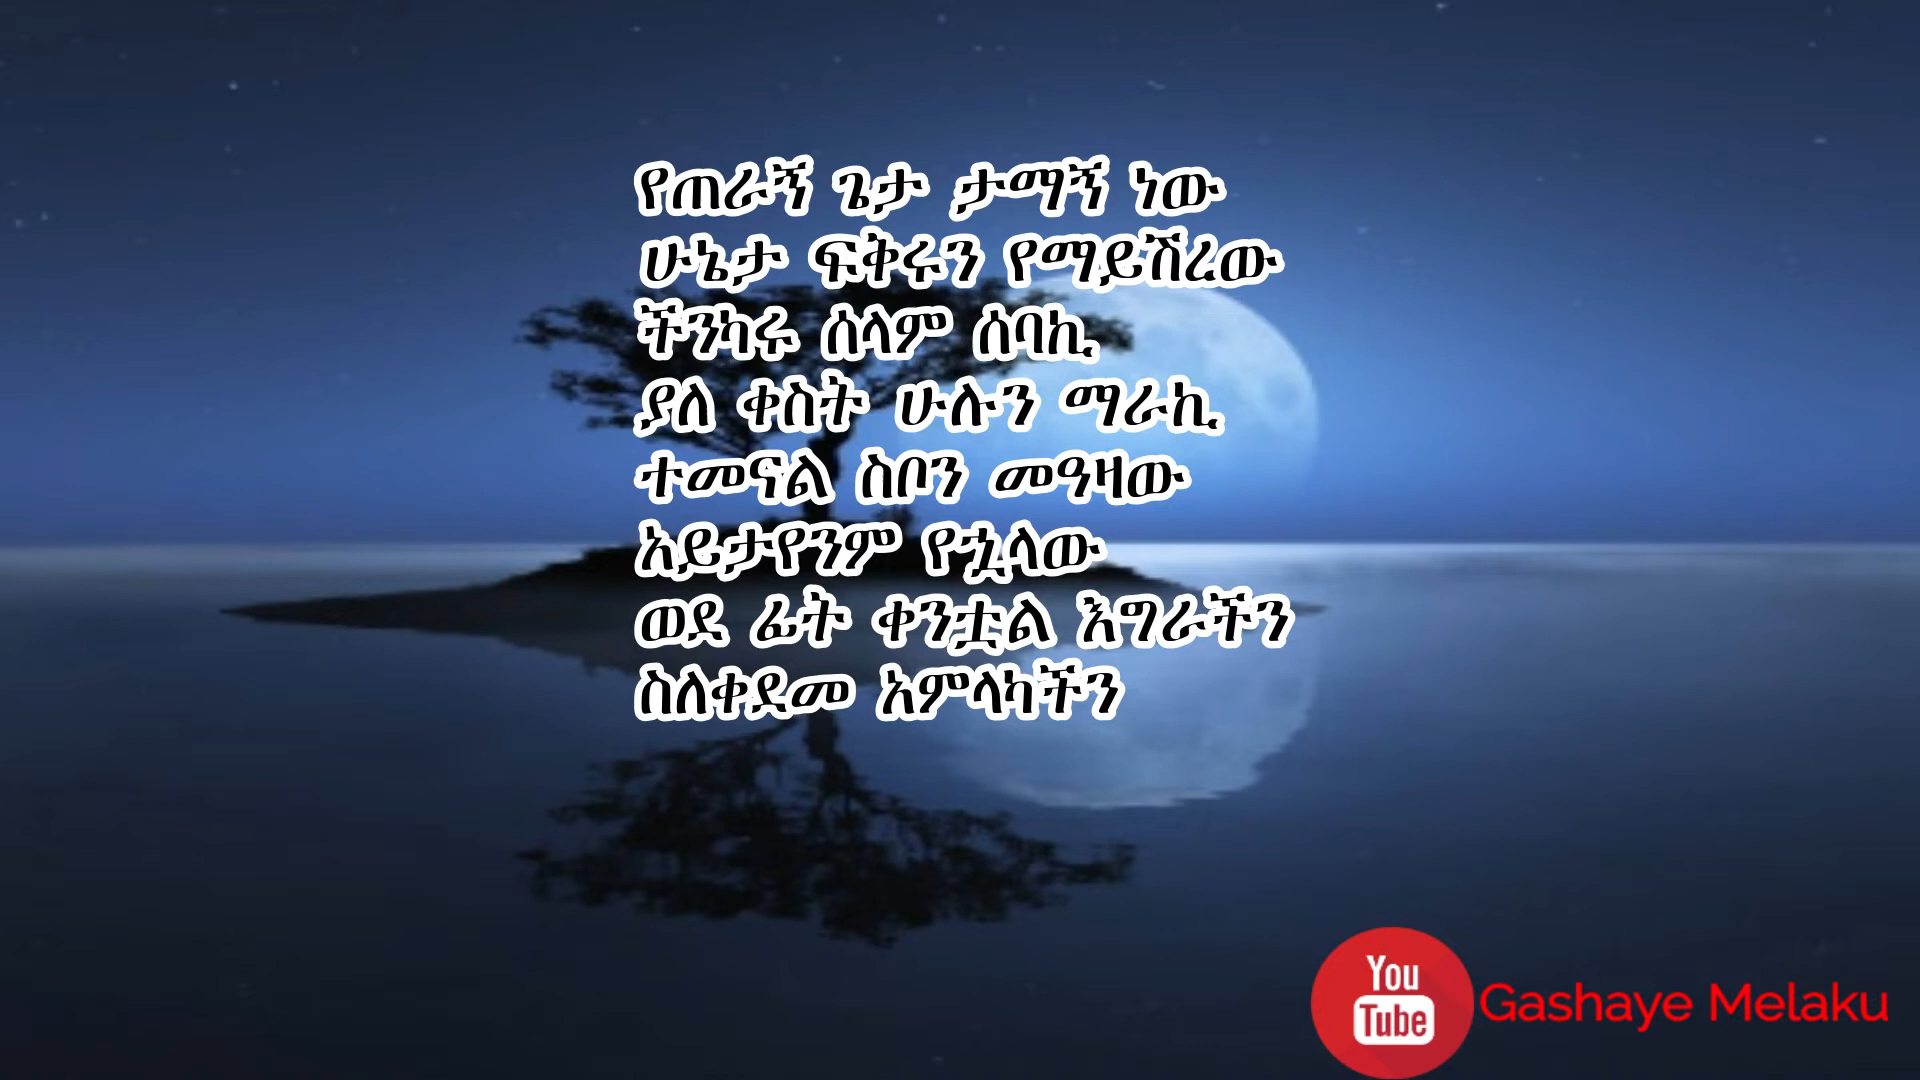 የጠራኝ ጌታ ታማኝ ነው
ሁኔታ ፍቅሩን የማይሽረው
ችንካሩ ሰላም ሰባኪ
ያለ ቀስት ሁሉን ማራኪ
ተመናል ስቦን መዓዛው
አይታየንም የኋላው
ወደ ፊት ቀንቷል እግራችን
ስለቀደመ አምላካችን
You
Tube
Gashaye Melaku